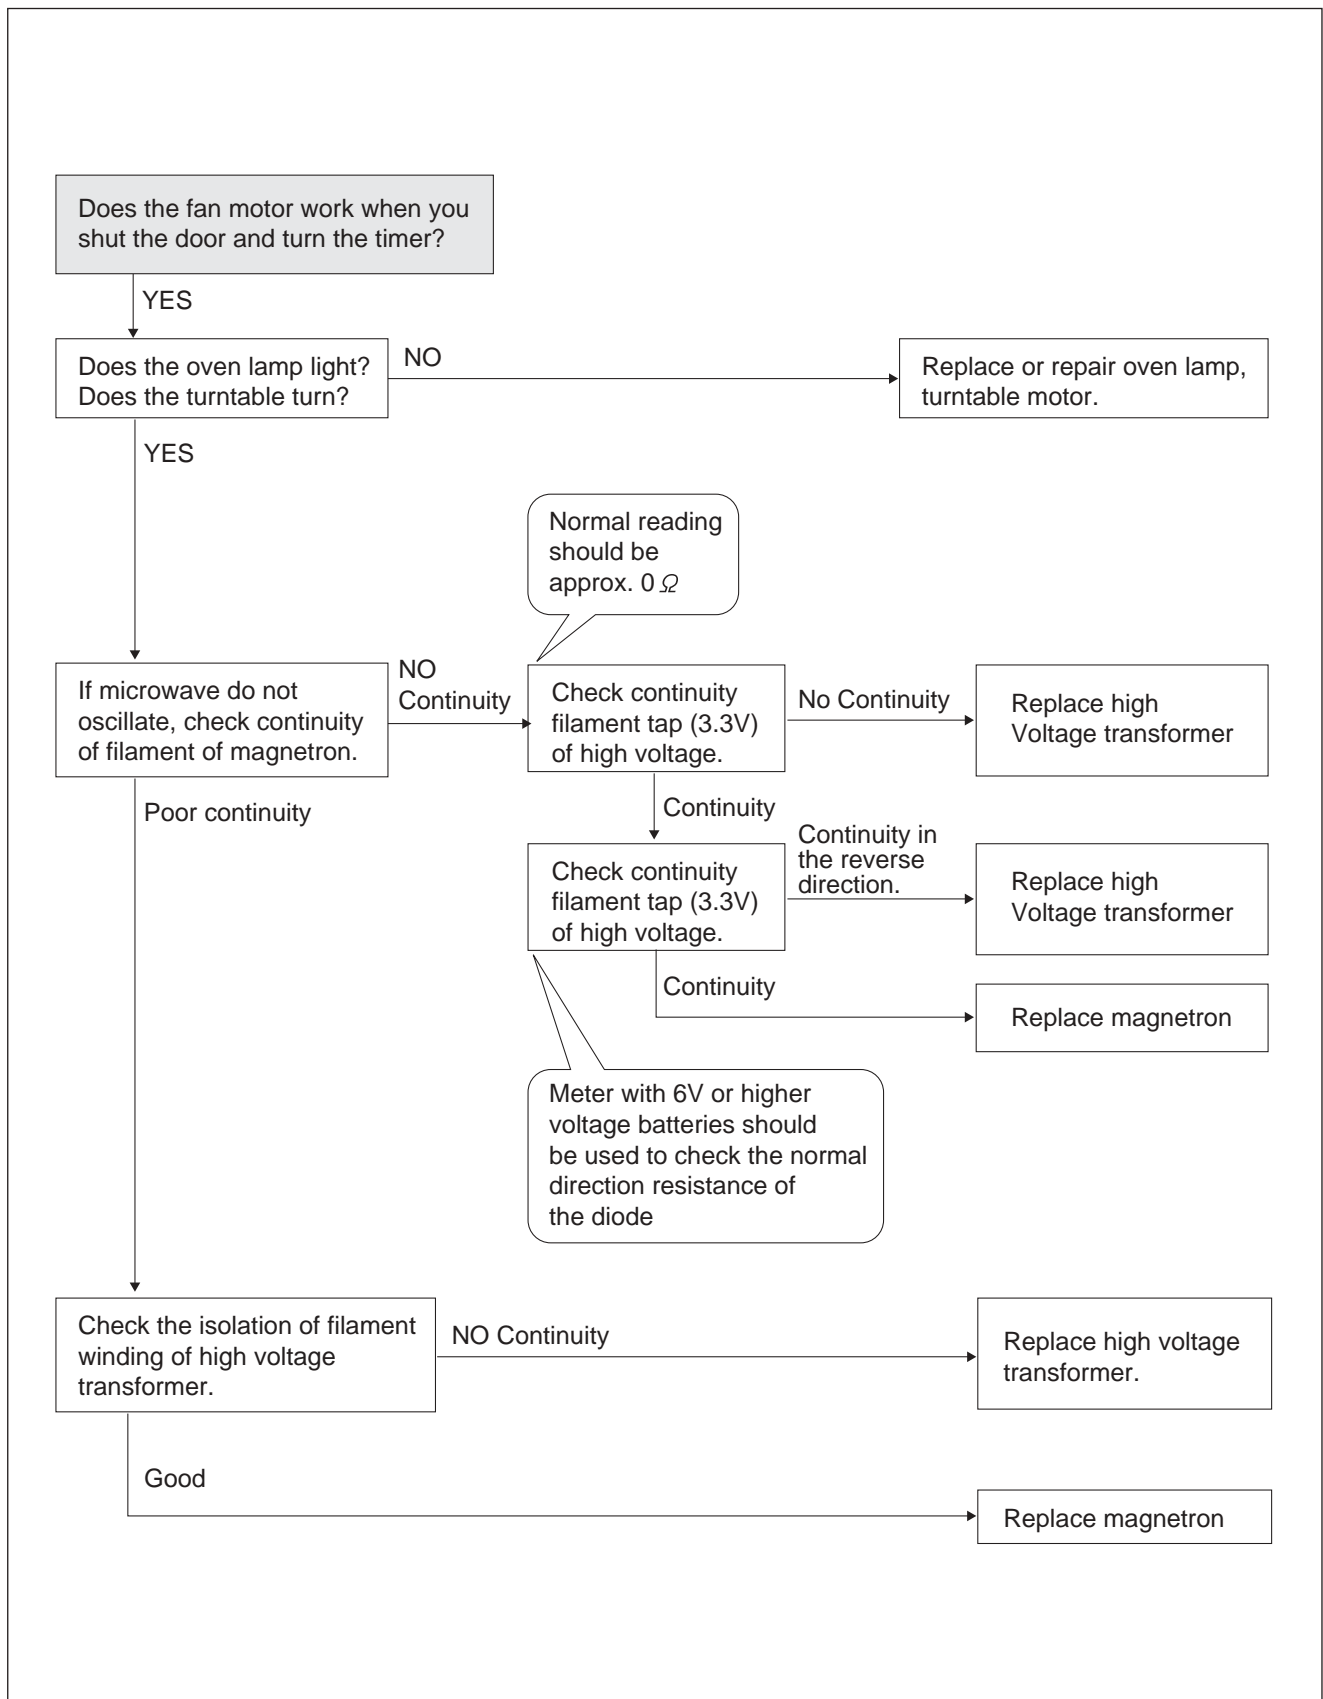 Does the fan motor work when you
shut the door and turn the timer?
YES
Does the oven lamp light?
Does the turntable turn?
NO
Replace or repair oven lamp,
turntable motor.
YES
Normal reading
should be
approx. 0 Ω
If microwave do not
oscillate, check continuity
of filament of magnetron.
NO
Continuity
Check continuity
filament tap (3.3V)
of high voltage.
No Continuity
Replace high
Voltage transformer
Poor continuity
Continuity
Check continuity
filament tap (3.3V)
of high voltage.
Continuity in
the reverse
direction.
Replace high
Voltage transformer
Continuity
Replace magnetron
Meter with 6V or higher
voltage batteries should
be used to check the normal
direction resistance of
the diode
Check the isolation of filament
winding of high voltage
transformer.
NO Continuity
Replace high voltage
transformer.
Good
Replace magnetron